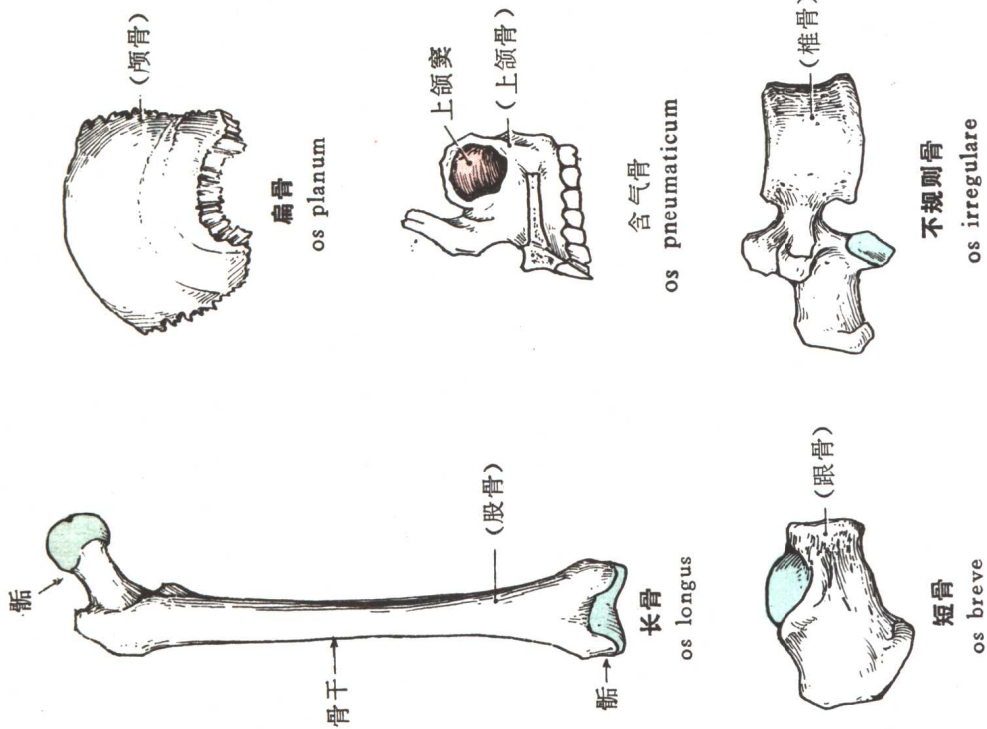 骺
骨干
(股骨)
骺
长骨
os longus
(颅骨)
扁骨
os planum
上颌窦
(上颌骨)
含气骨
os pneumaticum
(跟骨)
短骨
os breve
(椎骨)
不规则骨
os irregulare